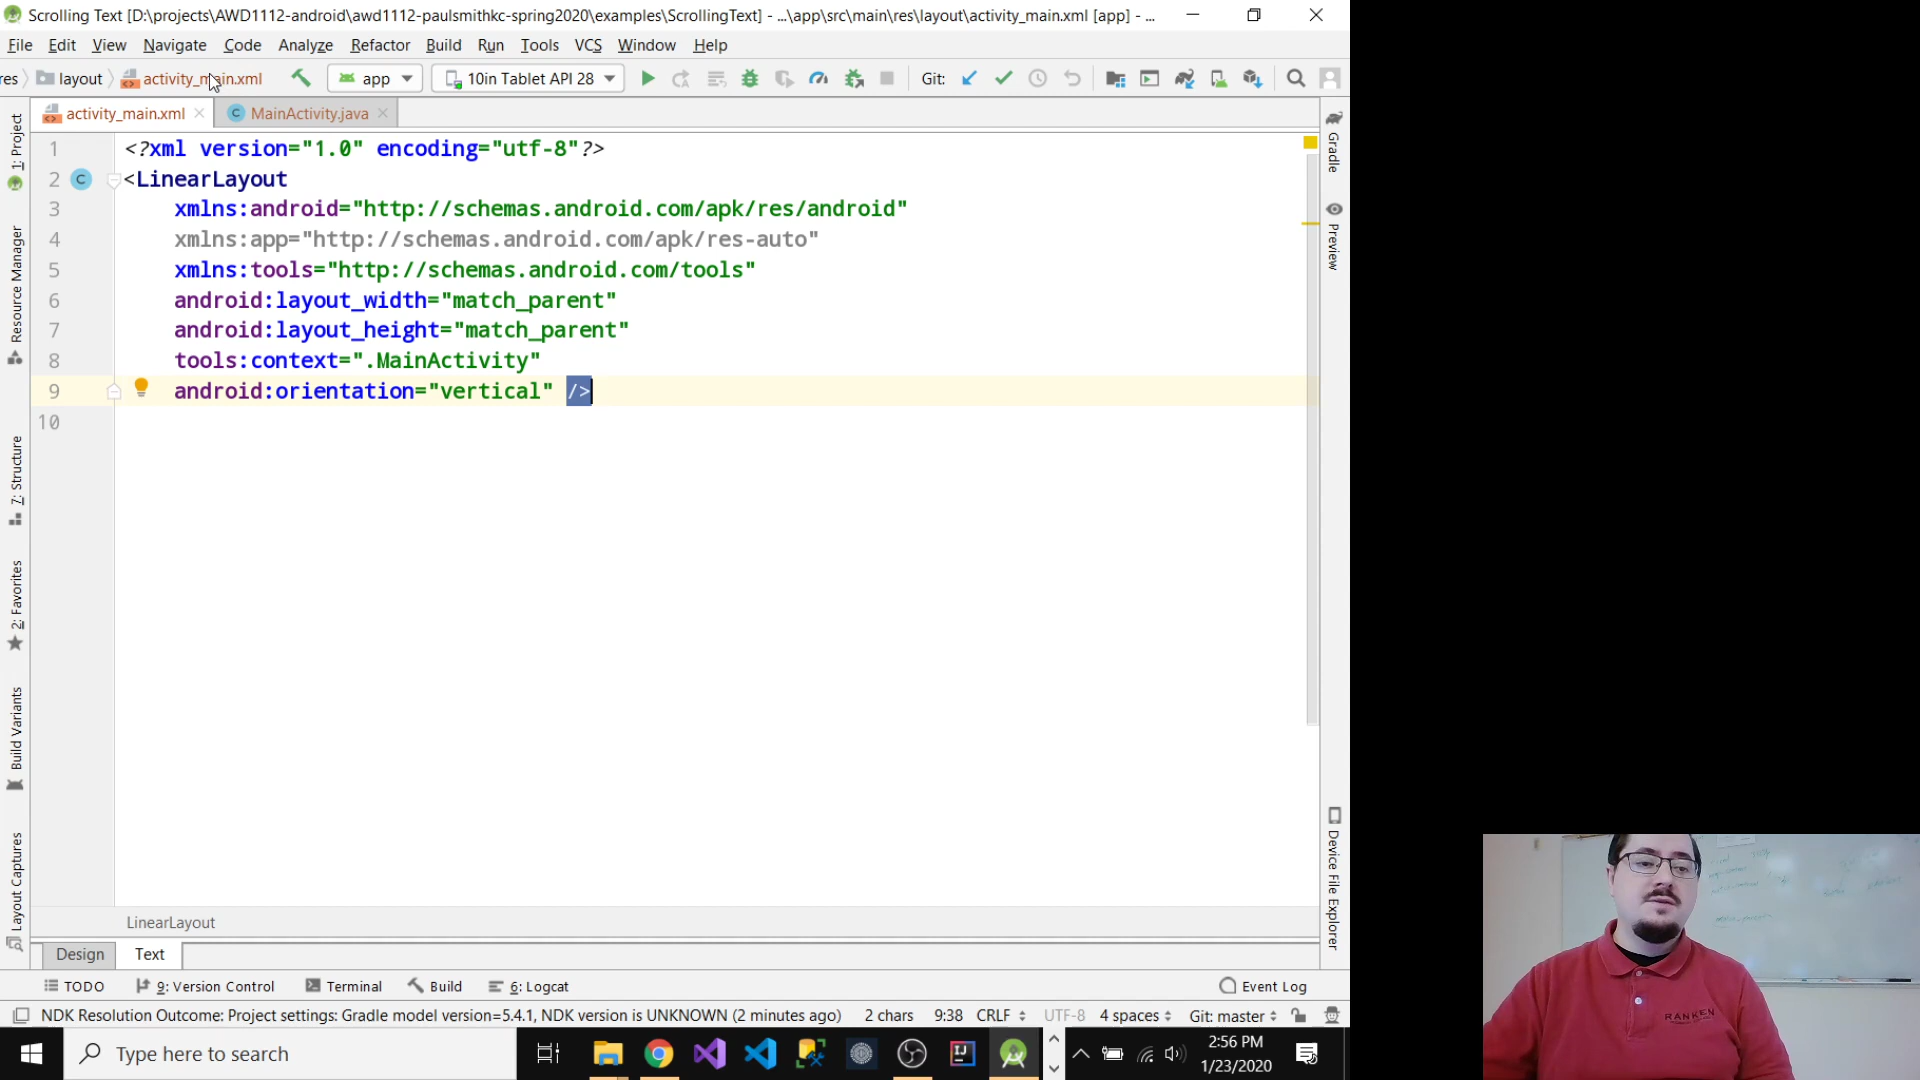 Scrolling Text [D:\projects\AWD1112-android\awd1112-paulsmithkc-spring2020\examples\ScrollingText] - ...\app\src\main\res\layout\activity_main.xml [app] - ...
File Edit View Navigate Code Analyze Refactor Build Run Tools VCS Window Help
res layout activity_main.xml app 10in Tablet API 28 Git:
activity_main.xml MainActivity.java
1 <?xml version="1.0" encoding="utf-8"?>
2 C <LinearLayout
3 xmlns:android="http://schemas.android.com/apk/res/android"
4 xmlns:app="http://schemas.android.com/apk/res-auto"
5 xmlns:tools="http://schemas.android.com/tools"
6 android:layout_width="match_parent"
7 android:layout_height="match_parent"
8 tools:context=".MainActivity"
9 android:orientation="vertical" />
10
1: Project
Resource Manager
7: Structure
2: Favorites
Build Variants
Layout Captures
Gradle
Preview
Device File Explorer
LinearLayout
Design Text
TODO 9: Version Control Terminal Build 6: Logcat Event Log
NDK Resolution Outcome: Project settings: Gradle model version=5.4.1, NDK version is UNKNOWN (2 minutes ago) 2 chars 9:38 CRLF UTF-8 4 spaces Git: master
Type here to search
2:56 PM
1/23/2020
RANKEN